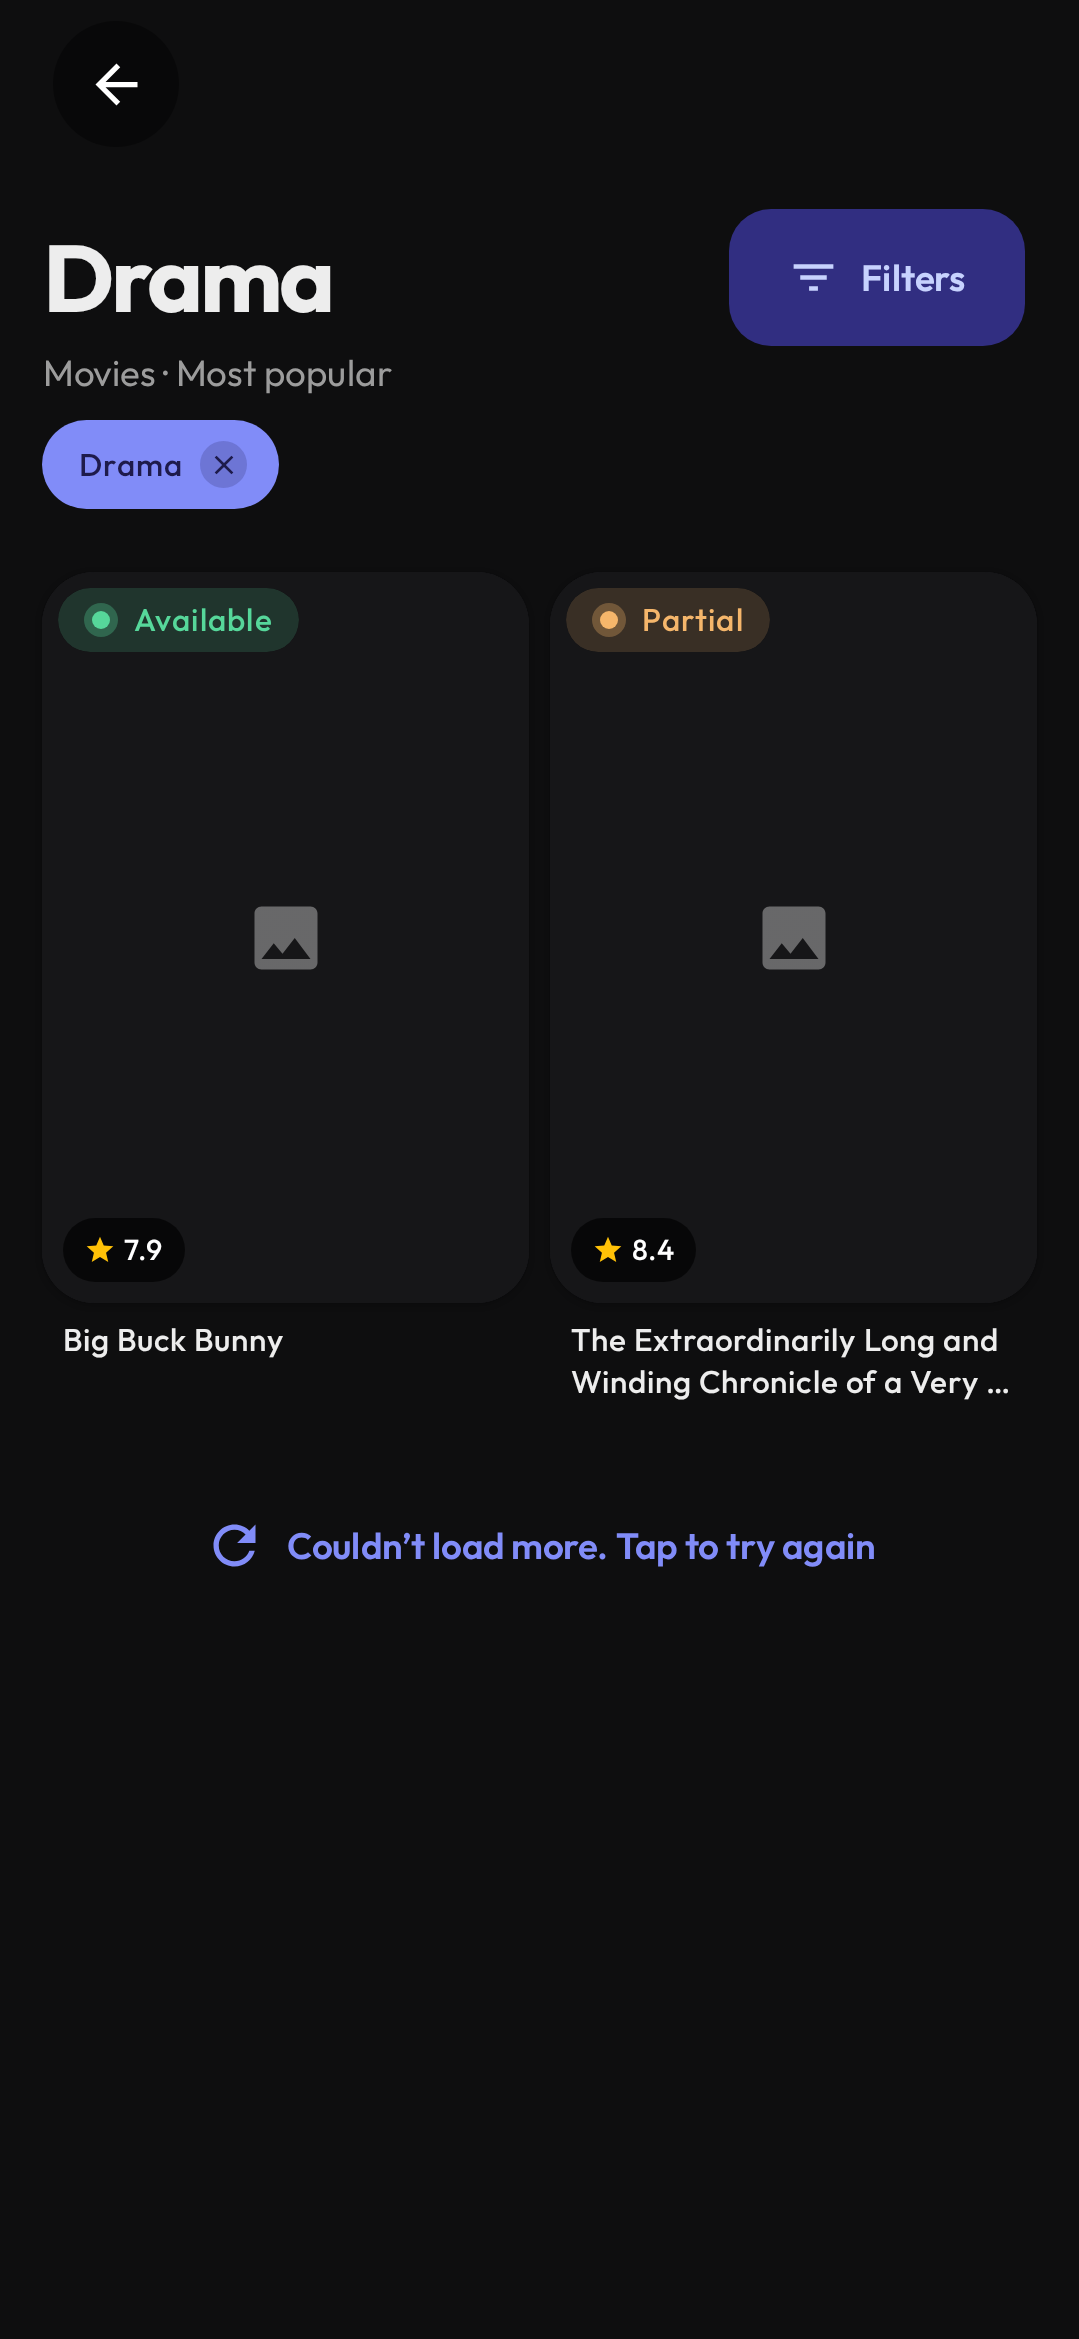 Drama
Filters
Movies · Most popular
Drama
Available
Partial
7.9
8.4
Big Buck Bunny
The Extraordinarily Long and
Winding Chronicle of a Very ...
Couldn’t load more. Tap to try again